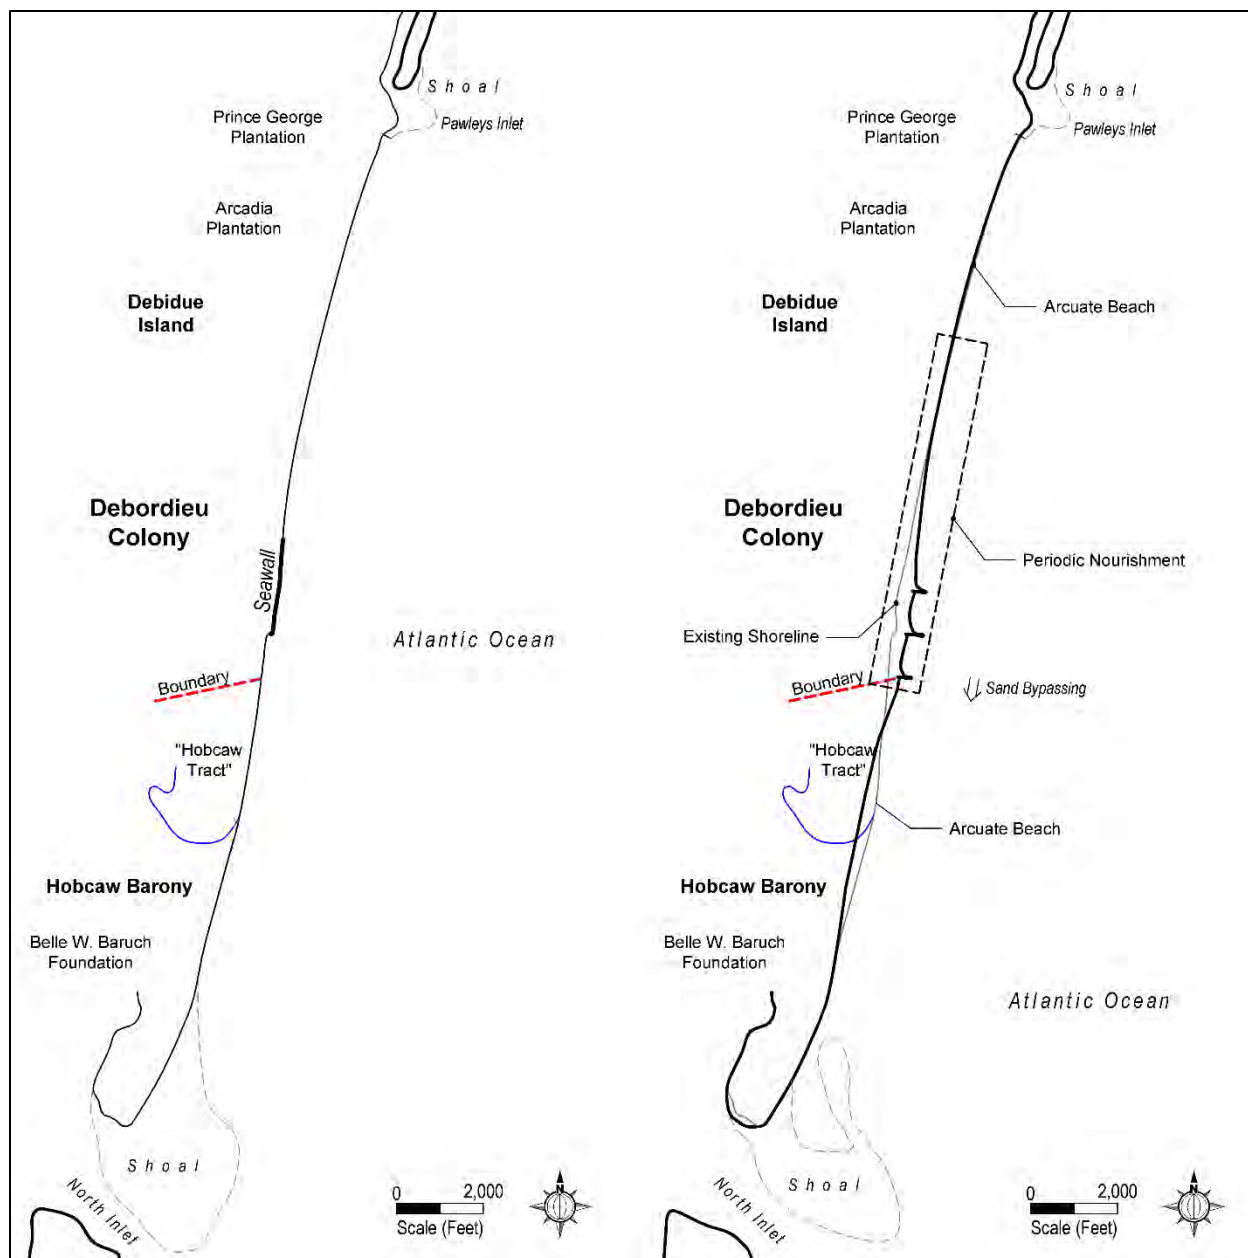 Shoal
Prince George
Plantation
Pawleys Inlet
Arcadia
Plantation
Debidue
Island
Debordieu
Colony
Seawall
Atlantic Ocean
Boundary
"Hobcaw
Tract"
Hobcaw Barony
Belle W. Baruch
Foundation
Shoal
North Inlet
0 2,000
Scale (Feet)
N
Shoal
Prince George
Plantation
Pawleys Inlet
Arcadia
Plantation
Arcuate Beach
Debidue
Island
Debordieu
Colony
Periodic Nourishment
Existing Shoreline
Boundary
Sand Bypassing
"Hobcaw
Tract"
Arcuate Beach
Hobcaw Barony
Belle W. Baruch
Foundation
Atlantic Ocean
Shoal
North Inlet
0 2,000
Scale (Feet)
N